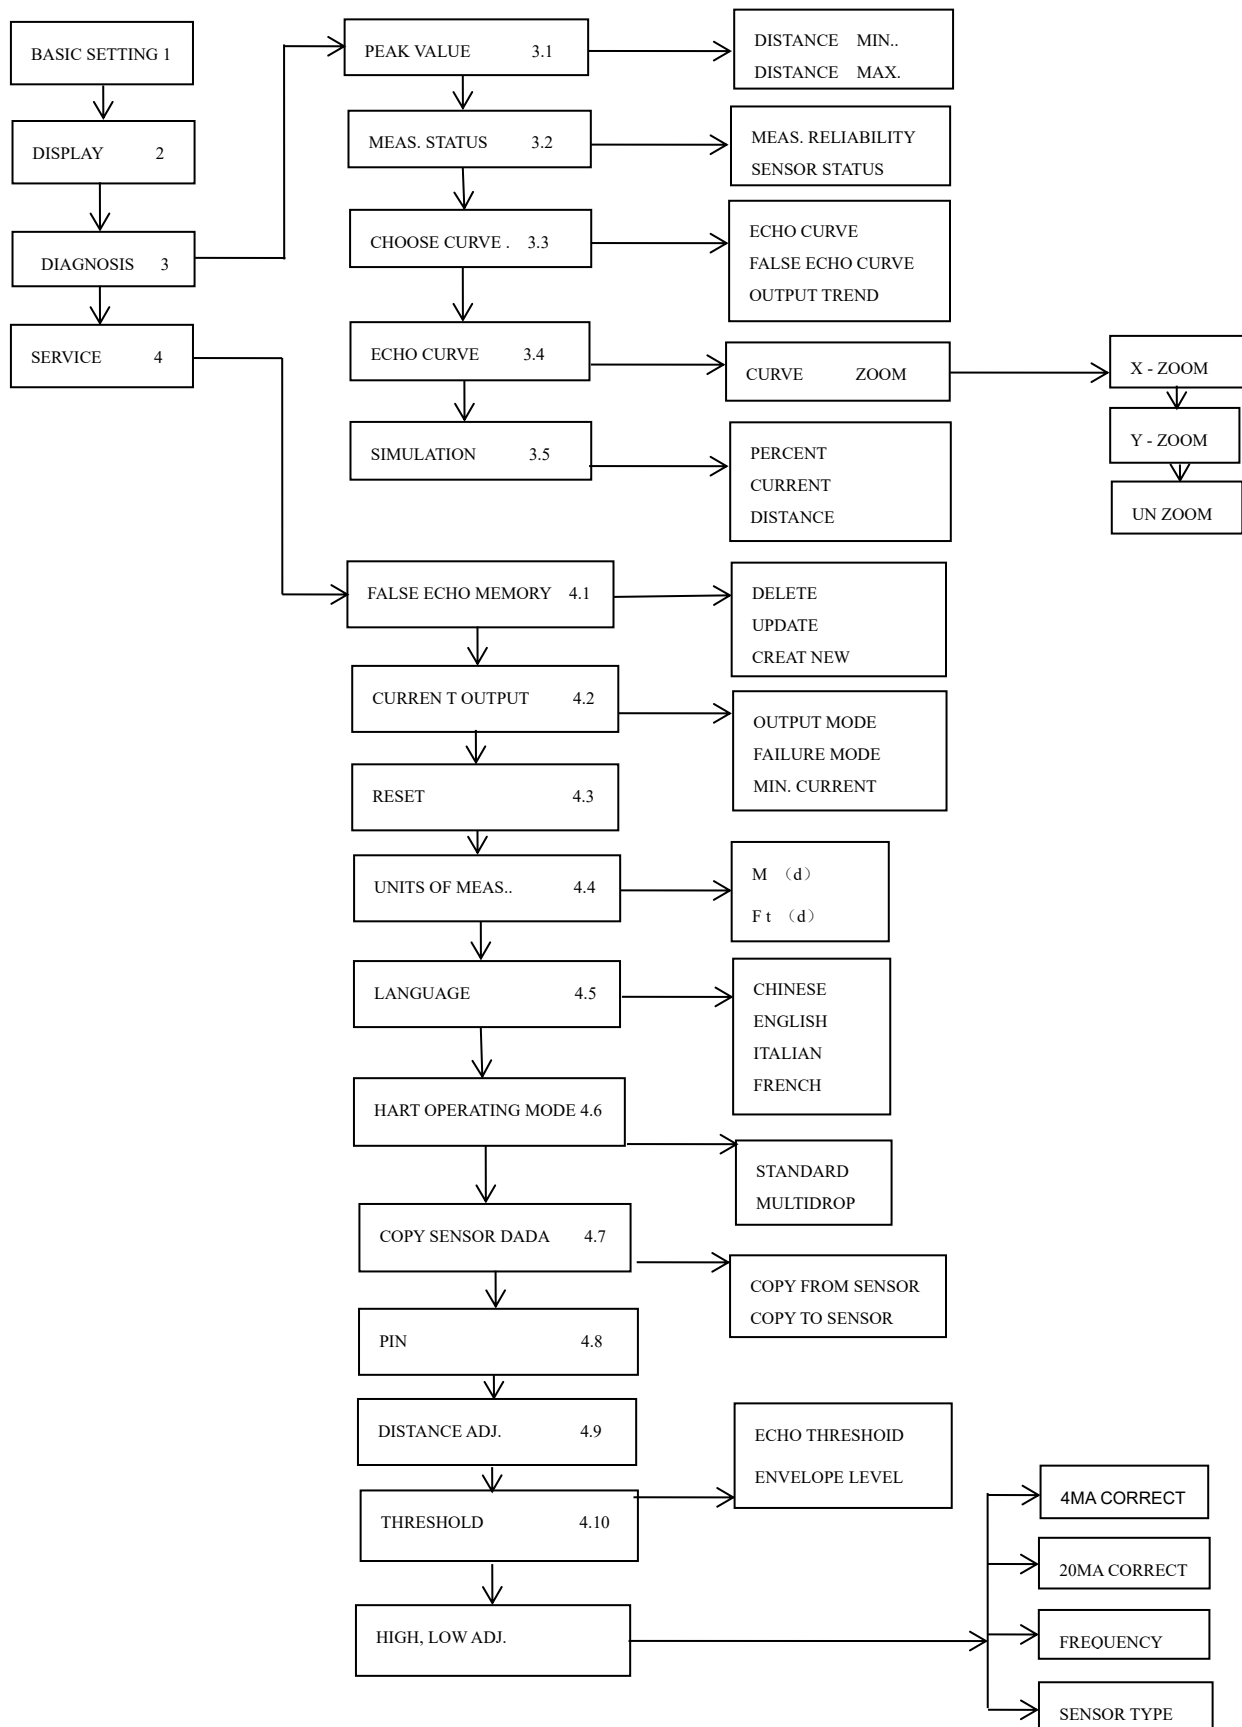 BASIC SETTING 1
DISPLAY 2
DIAGNOSIS 3
SERVICE 4
PEAK VALUE 3.1
DISTANCE MIN..
DISTANCE MAX.
MEAS. STATUS 3.2
MEAS. RELIABILITY
SENSOR STATUS
CHOOSE CURVE . 3.3
ECHO CURVE
FALSE ECHO CURVE
OUTPUT TREND
ECHO CURVE 3.4
CURVE ZOOM
X - ZOOM
Y - ZOOM
UN ZOOM
SIMULATION 3.5
PERCENT
CURRENT
DISTANCE
FALSE ECHO MEMORY 4.1
DELETE
UPDATE
CREAT NEW
CURREN T OUTPUT 4.2
OUTPUT MODE
FAILURE MODE
MIN. CURRENT
RESET 4.3
UNITS OF MEAS.. 4.4
M （d）
F t （d）
LANGUAGE 4.5
CHINESE
ENGLISH
ITALIAN
FRENCH
HART OPERATING MODE 4.6
STANDARD
MULTIDROP
COPY SENSOR DADA 4.7
COPY FROM SENSOR
COPY TO SENSOR
PIN 4.8
DISTANCE ADJ. 4.9
THRESHOLD 4.10
ECHO THRESHOID
ENVELOPE LEVEL
HIGH, LOW ADJ.
4MA CORRECT
20MA CORRECT
FREQUENCY
SENSOR TYPE